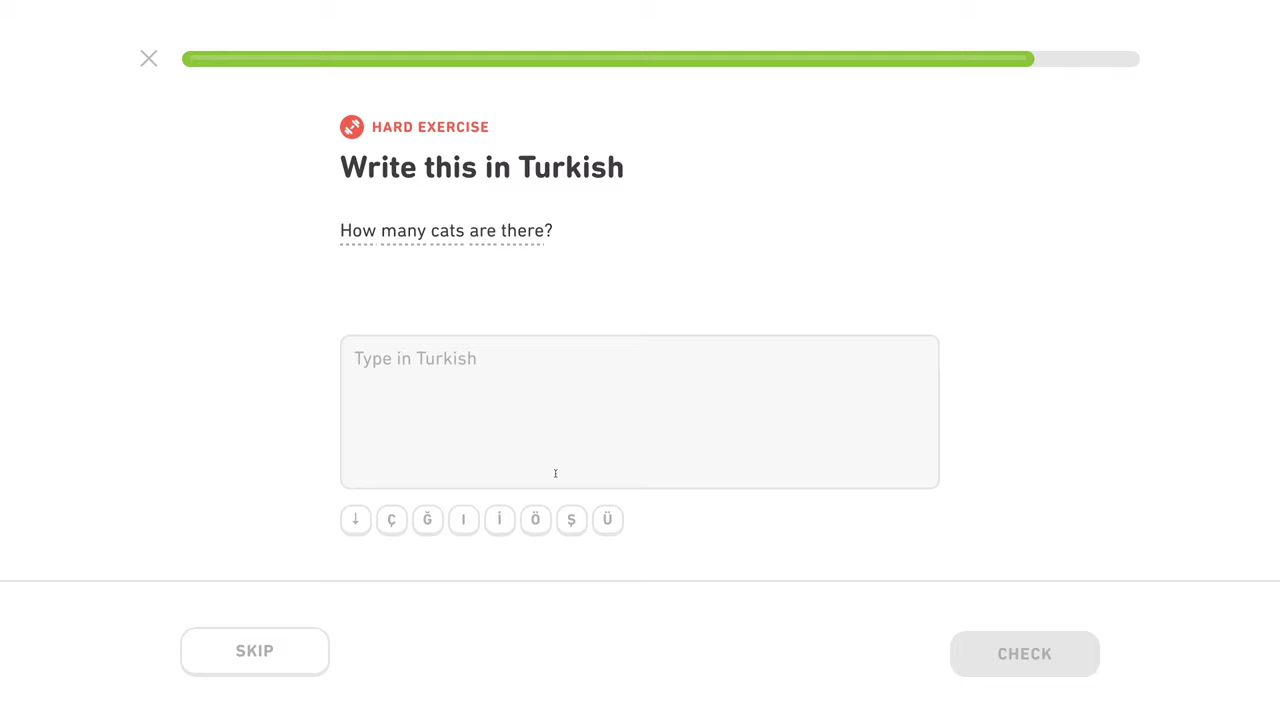 HARD EXERCISE
Write this in Turkish
How many cats are there?
Type in Turkish
↓ Ç Ğ I İ Ö Ş Ü
SKIP
CHECK